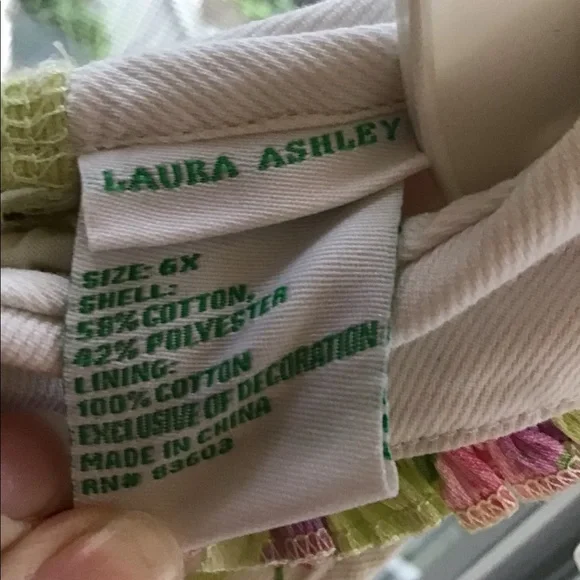 LAURA ASHLEY
SIZE: 6X
SHELL:
58% COTTON,
42% POLYESTER
LINING:
100% COTTON
EXCLUSIVE OF DECORATION
MADE IN CHINA
RN# 83603